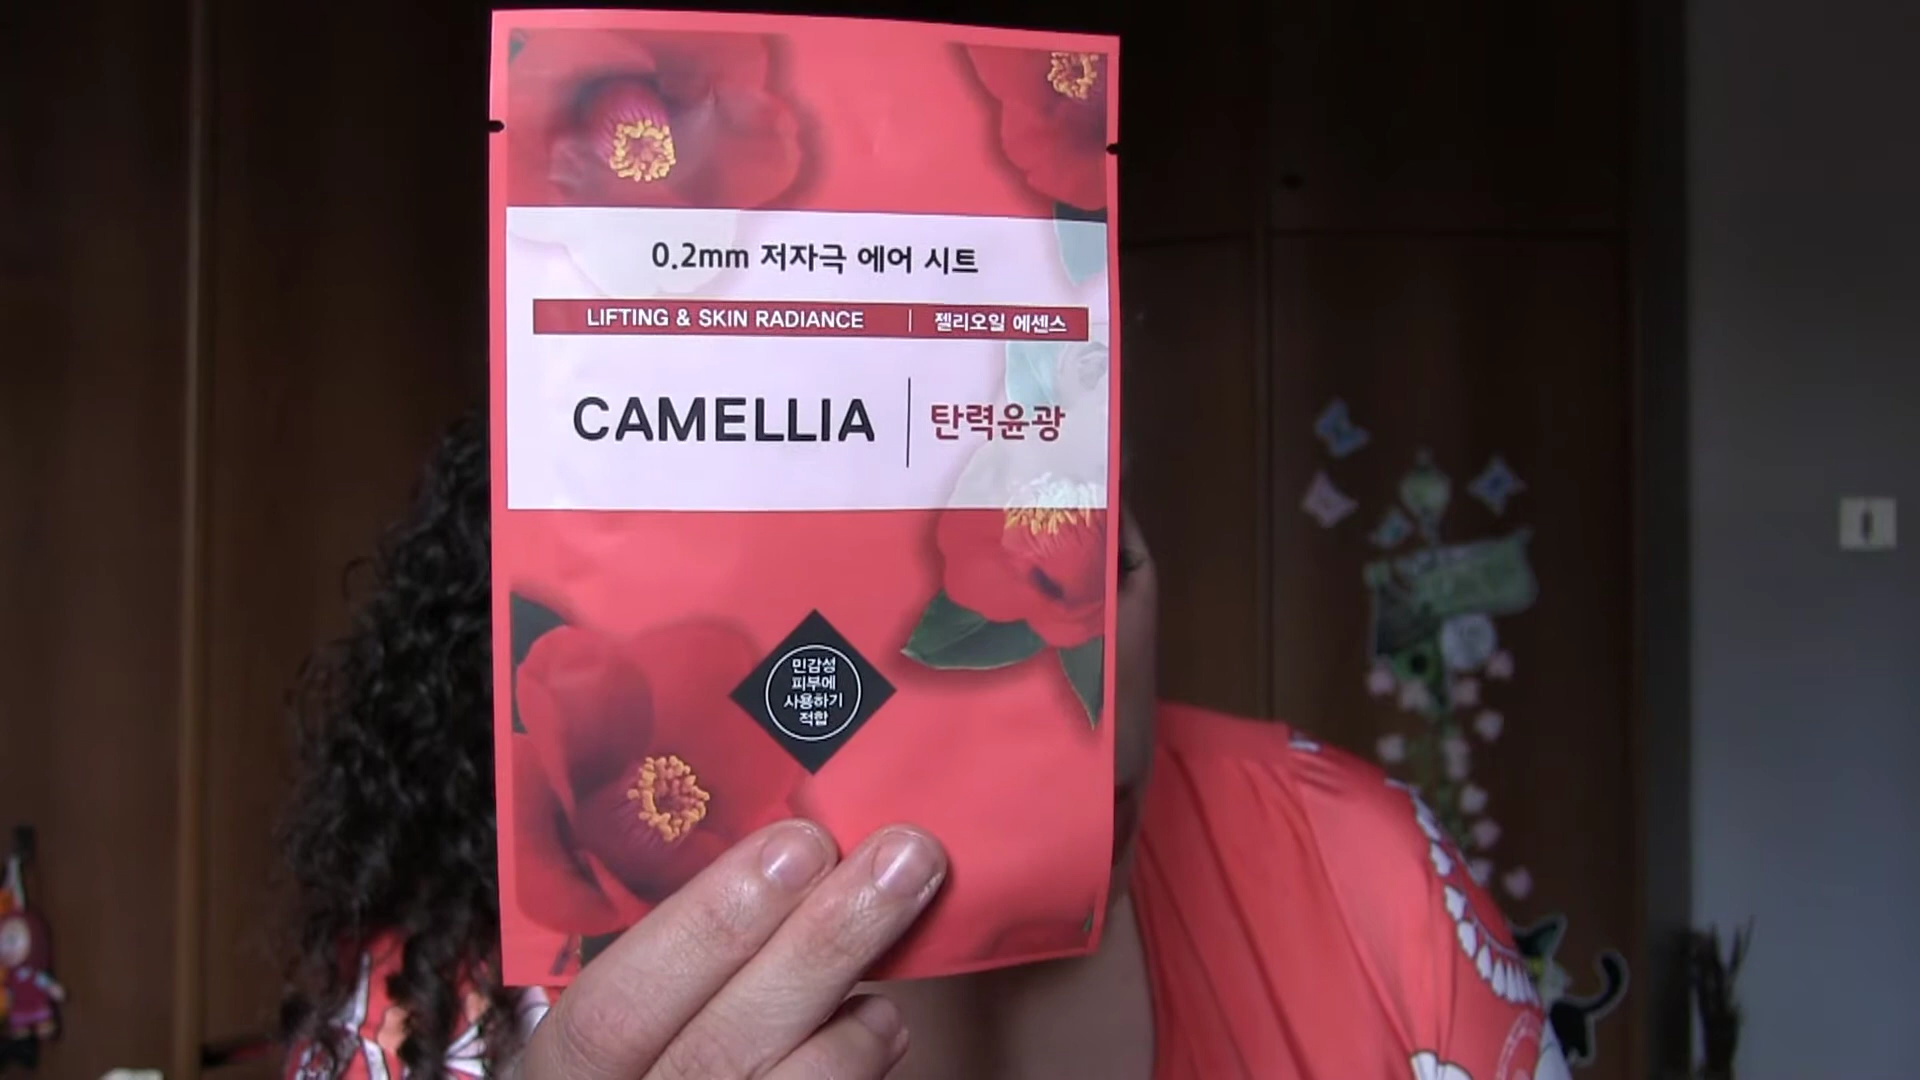 0.2mm 저자극 에어 시트
LIFTING & SKIN RADIANCE | 젤리오일 에센스
CAMELLIA | 탄력윤광
민감성
피부에
사용하기
적합